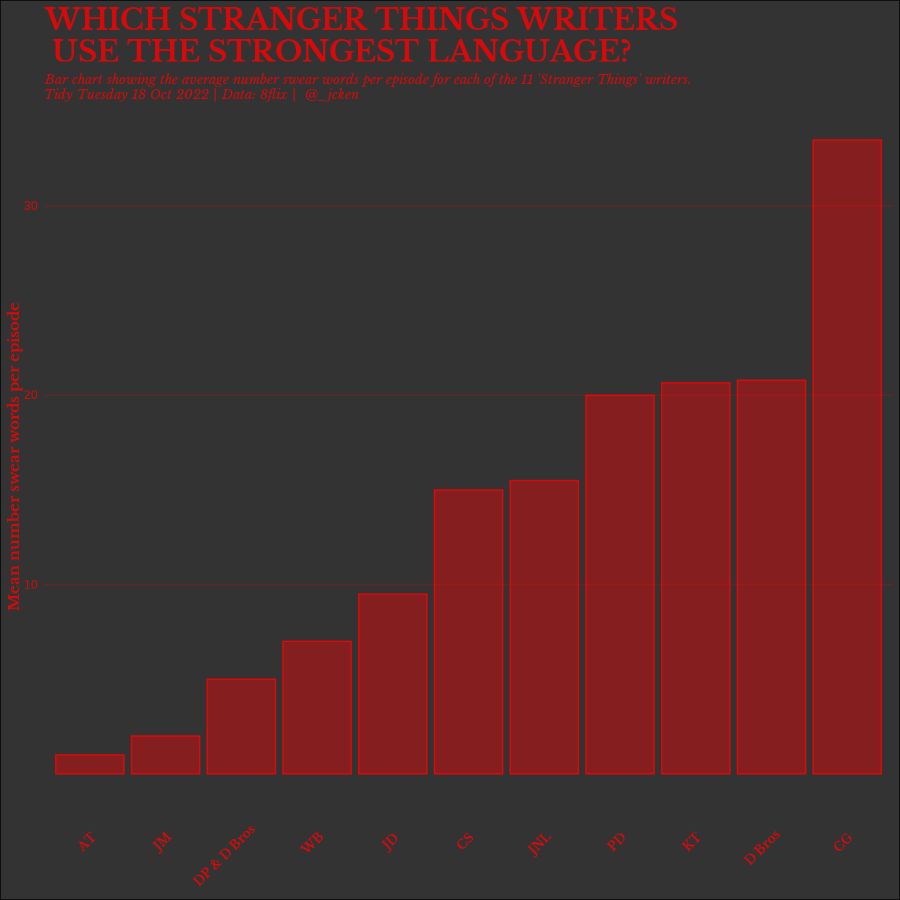 WHICH STRANGER THINGS WRITERS
USE THE STRONGEST LANGUAGE?
Bar chart showing the average number swear words per episode for each of the 11 'Stranger Things' writers.
Tidy Tuesday 18 Oct 2022 | Data: 8flix | @_jcken
Mean number swear words per episode
30
20
10
AT
JM
DP & D Bros
WB
JD
CS
JNL
PD
KT
D Bros
CG